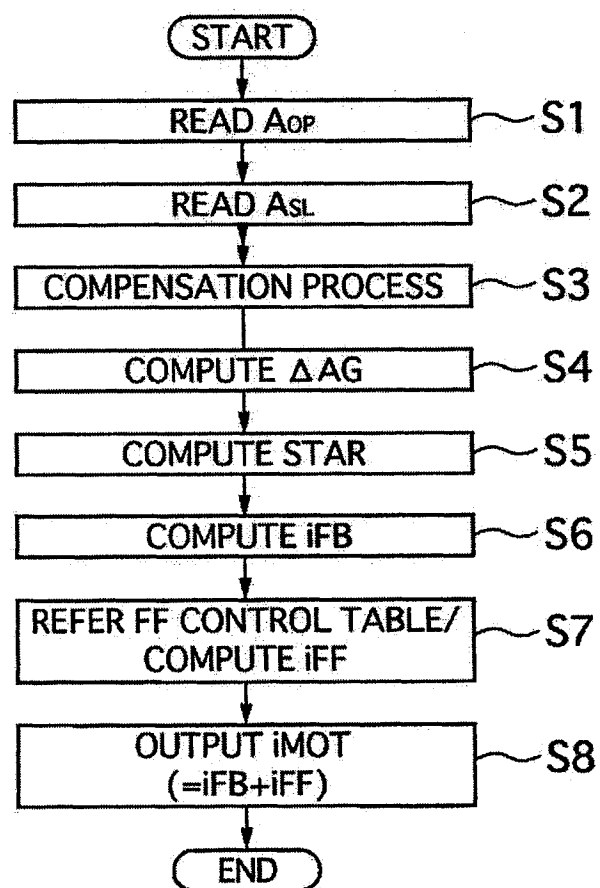 START
READ AOP
S1
READ ASL
S2
COMPENSATION PROCESS
S3
COMPUTE ΔAG
S4
COMPUTE STAR
S5
COMPUTE iFB
S6
REFER FF CONTROL TABLE/
COMPUTE iFF
S7
OUTPUT iMOT
(=iFB+iFF)
S8
END